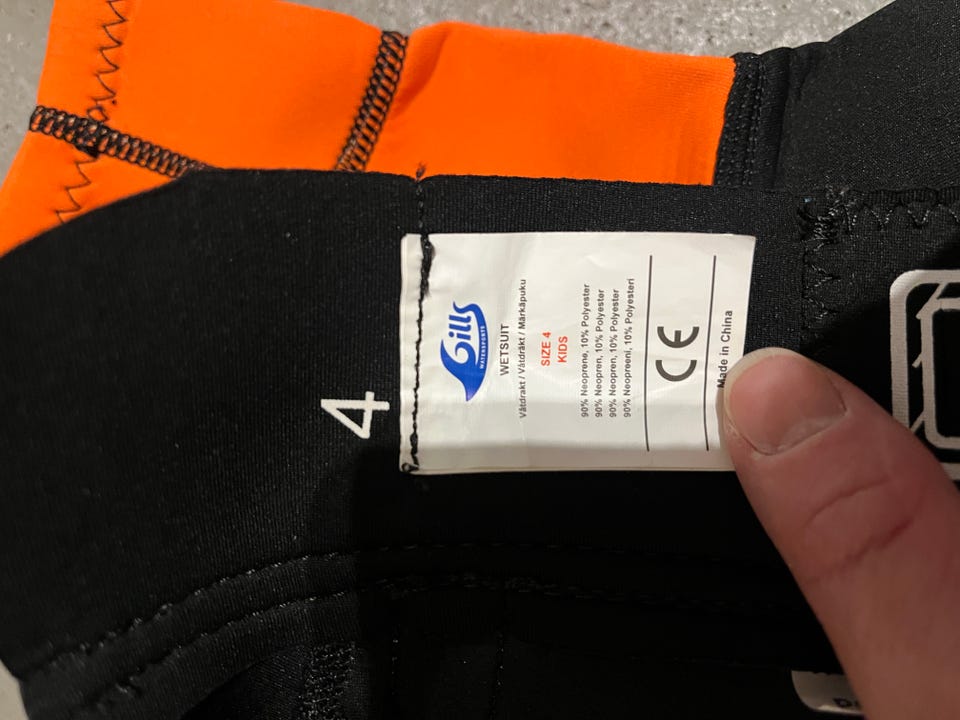 4
Gills
WATERSPORTS
WETSUIT
Våtdrakt / Våtdräkt / Märkäpuku
SIZE 4
KIDS
90% Neoprene, 10% Polyester
90% Neopren, 10% Polyester
90% Neopren, 10% Polyester
90% Neopreeni, 10% Polyesteri
CE
Made in China